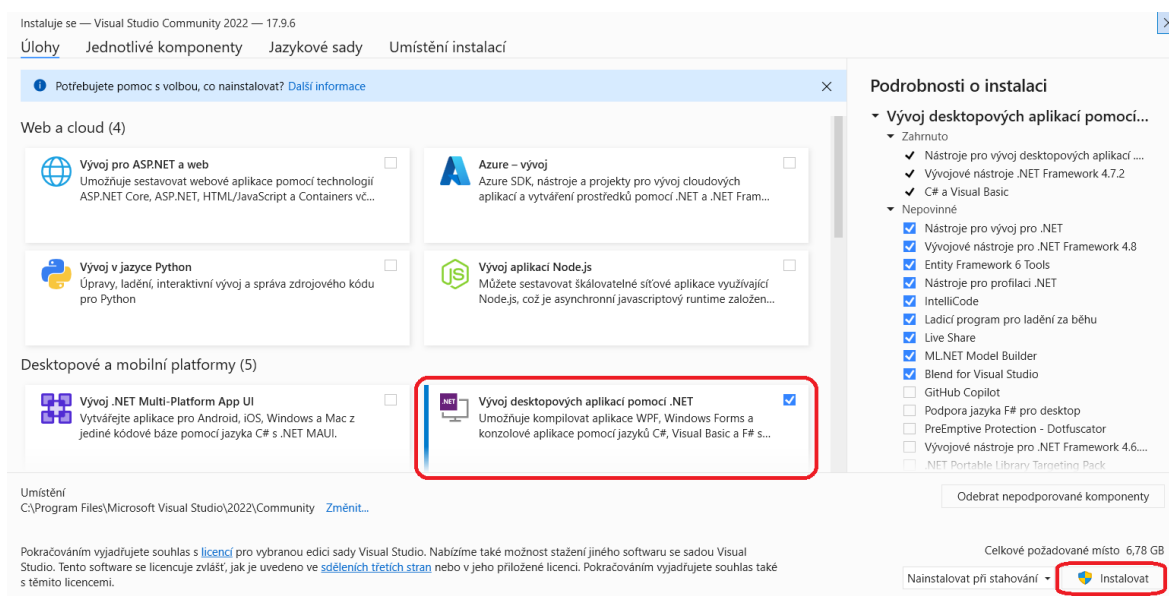 Instaluje se — Visual Studio Community 2022 — 17.9.6
Úlohy Jednotlivé komponenty Jazykové sady Umístění instalací
Potřebujete pomoc s volbou, co nainstalovat? Další informace
Web a cloud (4)
Vývoj pro ASP.NET a web
Umožňuje sestavovat webové aplikace pomocí technologií
ASP.NET Core, ASP.NET, HTML/JavaScript a Containers vč...
Azure – vývoj
Azure SDK, nástroje a projekty pro vývoj cloudových
aplikací a vytváření prostředků pomocí .NET a .NET Fram...
Vývoj v jazyce Python
Úpravy, ladění, interaktivní vývoj a správa zdrojového kódu
pro Python
JS
Vývoj aplikací Node.js
Můžete sestavovat škálovatelné síťové aplikace využívající
Node.js, což je asynchronní javascriptový runtime založen...
Desktopové a mobilní platformy (5)
Vývoj .NET Multi-Platform App UI
Vytvářejte aplikace pro Android, iOS, Windows a Mac z
jediné kódové báze pomocí jazyka C# s .NET MAUI.
.NET
Vývoj desktopových aplikací pomocí .NET
Umožňuje kompilovat aplikace WPF, Windows Forms a
konzolové aplikace pomocí jazyků C#, Visual Basic a F# s...
Podrobnosti o instalaci
Vývoj desktopových aplikací pomocí...
Zahrnuto
Nástroje pro vývoj desktopových aplikací ....
Vývojové nástroje .NET Framework 4.7.2
C# a Visual Basic
Nepovinné
Nástroje pro vývoj pro .NET
Vývojové nástroje pro .NET Framework 4.8
Entity Framework 6 Tools
Nástroje pro profilaci .NET
IntelliCode
Ladicí program pro ladění za běhu
Live Share
ML.NET Model Builder
Blend for Visual Studio
GitHub Copilot
Podpora jazyka F# pro desktop
PreEmptive Protection - Dotfuscator
Vývojové nástroje pro .NET Framework 4.6....
.NET Portable Library Targeting Pack
Umístění
C:\Program Files\Microsoft Visual Studio\2022\Community Změnit...
Odebrat nepodporované komponenty
Pokračováním vyjadřujete souhlas s licencí pro vybranou edici sady Visual Studio. Nabízíme také možnost stažení jiného softwaru se sadou Visual
Studio. Tento software se licencuje zvlášť, jak je uvedeno ve sděleních třetích stran nebo v jeho přiložené licenci. Pokračováním vyjadřujete souhlas také
s těmito licencemi.
Celkové požadované místo 6,78 GB
Nainstalovat při stahování Instalovat